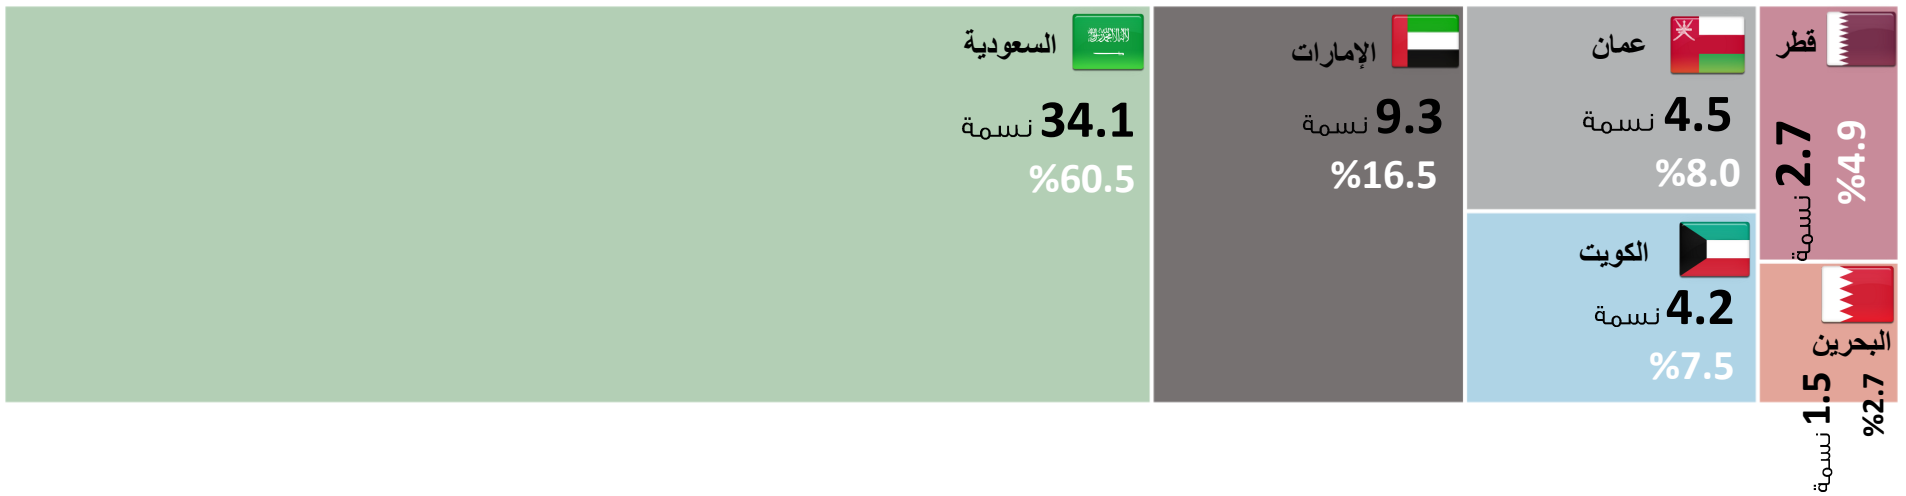 السعودية
34.1 نسمة
%60.5
الإمارات
9.3 نسمة
%16.5
عمان
4.5 نسمة
%8.0
الكويت
4.2 نسمة
%7.5
قطر
2.7 نسمة
%4.9
البحرين
1.5 نسمة
%2.7